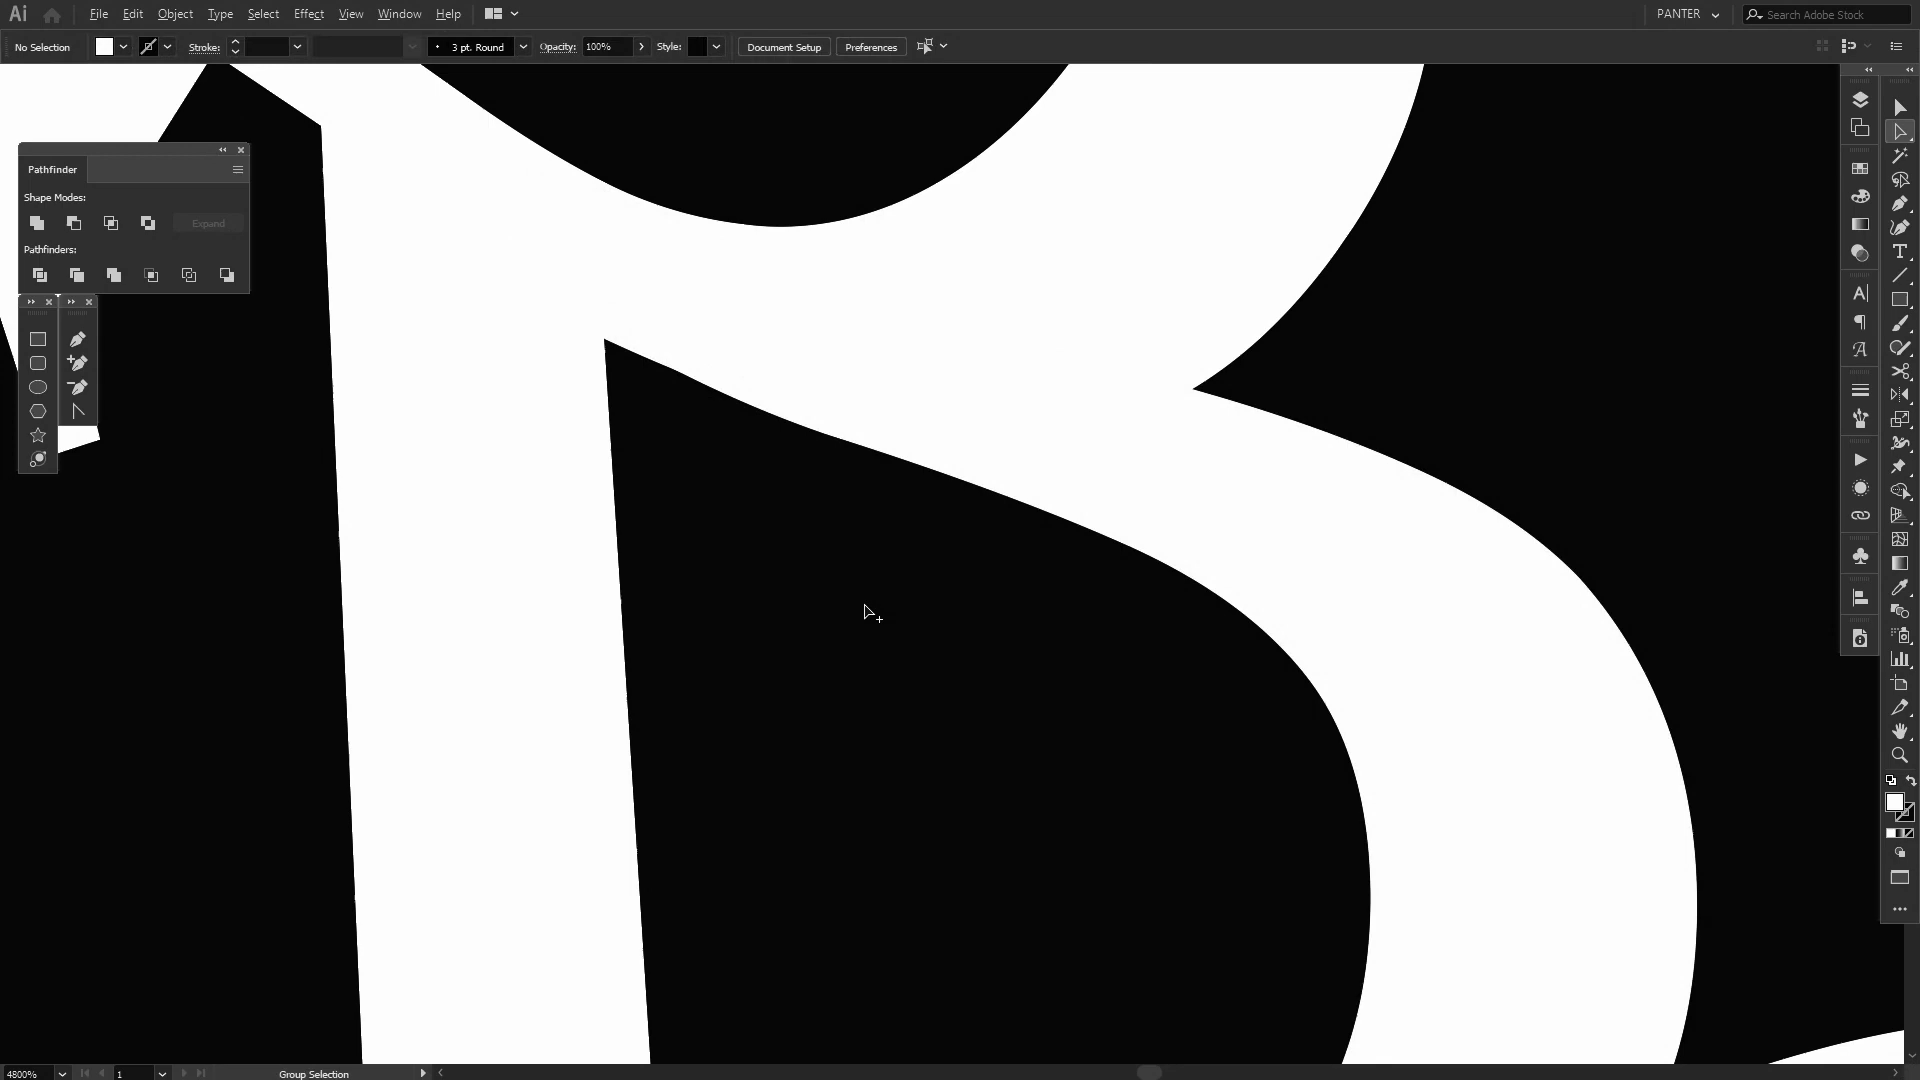 Ai File Edit Object Type Select Effect View Window Help PANTER Search Adobe Stock
No Selection Stroke: 3 pt. Round Opacity: 100% Style: Document Setup Preferences
Pathfinder
Shape Modes:
Expand
Pathfinders:
4800% 1 Group Selection